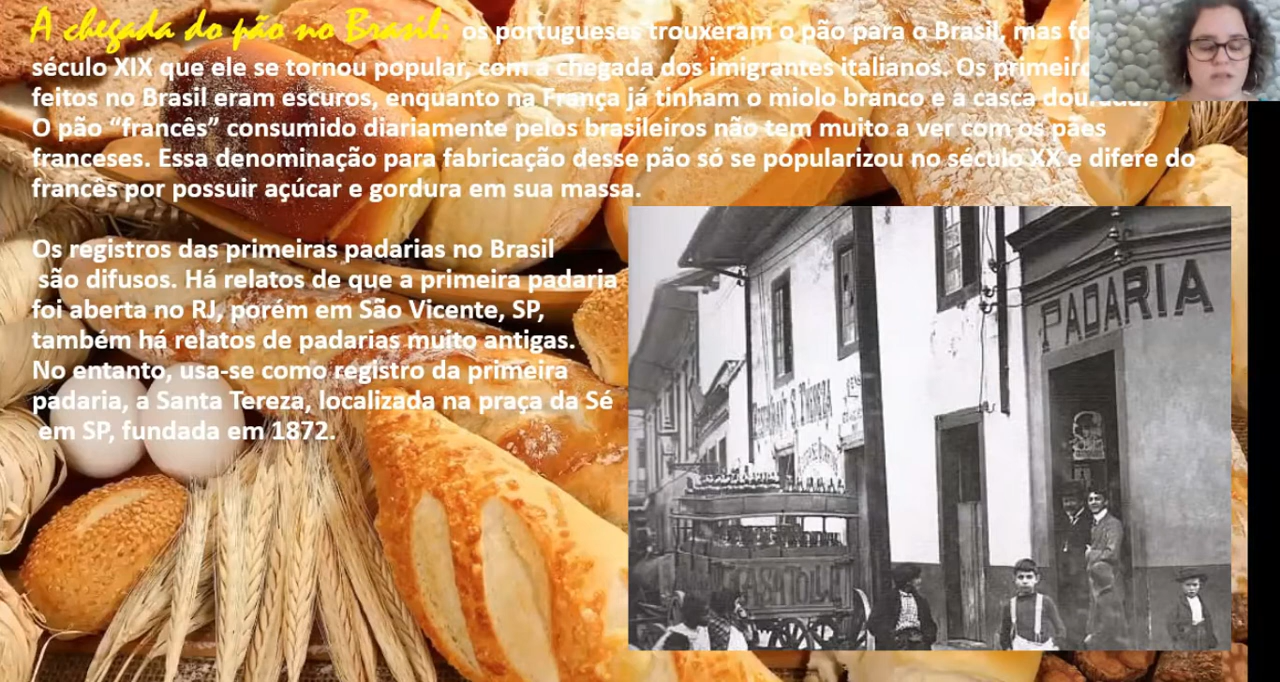 A chegada do pão no Brasil: os portugueses trouxeram o pão para o Brasil, mas
século XIX que ele se tornou popular, com a chegada dos imigrantes italianos. Os
feitos no Brasil eram escuros, enquanto na França já tinham o miolo branco e a casca dourada.
O pão “francês” consumido diariamente pelos brasileiros não tem muito a ver com os pães
franceses. Essa denominação para fabricação desse pão só se popularizou no século XX e difere do
francês por possuir açúcar e gordura em sua massa.
Os registros das primeiras padarias no Brasil
são difusos. Há relatos de que a primeira padaria
foi aberta no RJ, porém em São Vicente, SP,
também há relatos de padarias muito antigas.
No entanto, usa-se como registro da primeira
padaria, a Santa Tereza, localizada na praça da Sé
em SP, fundada em 1872.
PADARIA